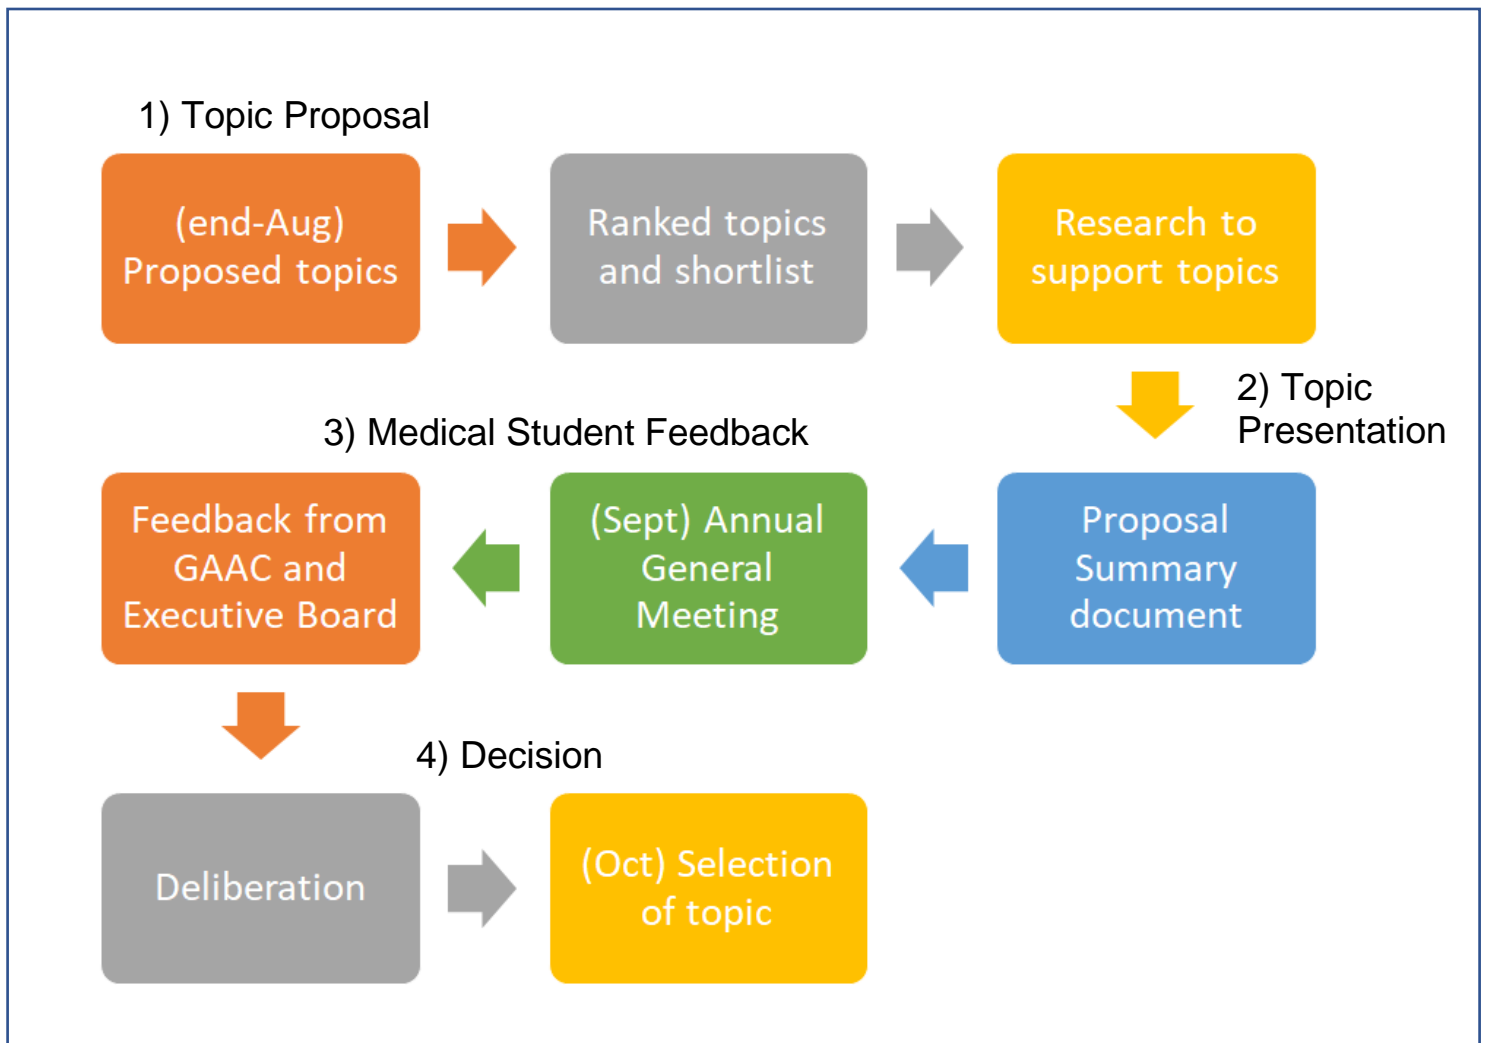 1) Topic Proposal
(end-Aug)
Proposed topics
Ranked topics
and shortlist
Research to
support topics
2) Topic
Presentation
Proposal
Summary
document
3) Medical Student Feedback
(Sept) Annual
General
Meeting
Feedback from
GAAC and
Executive Board
4) Decision
Deliberation
(Oct) Selection
of topic